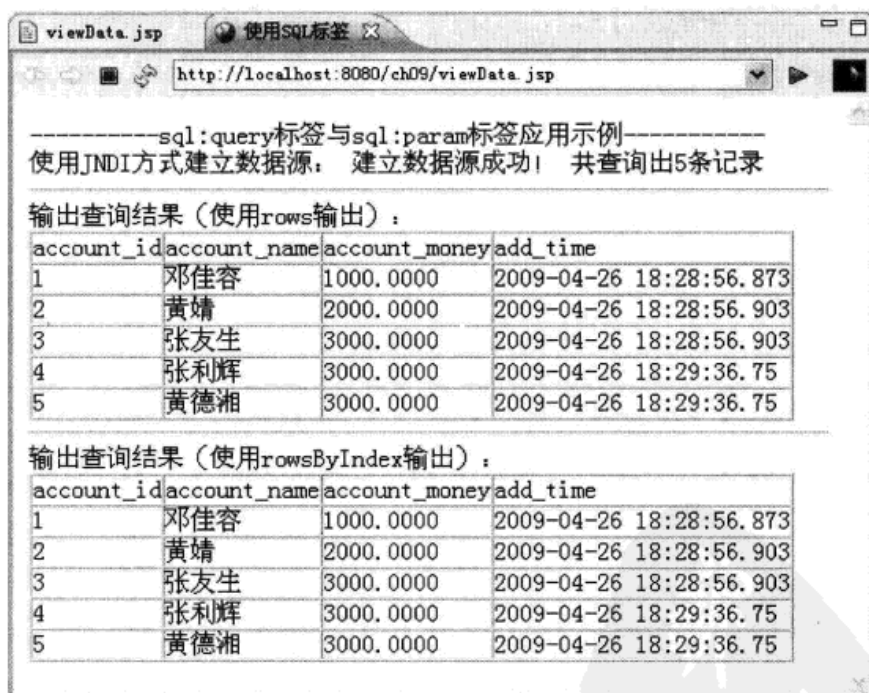 viewData.jsp 使用SQL标签
http://localhost:8080/ch09/viewData.jsp
----------sql:query标签与sql:param标签应用示例-----------
使用JNDI方式建立数据源： 建立数据源成功！ 共查询出5条记录
输出查询结果（使用rows输出）：
account_id account_name account_money add_time
1 邓佳容 1000.0000 2009-04-26 18:28:56.873
2 黄婧 2000.0000 2009-04-26 18:28:56.903
3 张友生 3000.0000 2009-04-26 18:28:56.903
4 张利辉 3000.0000 2009-04-26 18:29:36.75
5 黄德湘 3000.0000 2009-04-26 18:29:36.75
输出查询结果（使用rowsByIndex输出）：
account_id account_name account_money add_time
1 邓佳容 1000.0000 2009-04-26 18:28:56.873
2 黄婧 2000.0000 2009-04-26 18:28:56.903
3 张友生 3000.0000 2009-04-26 18:28:56.903
4 张利辉 3000.0000 2009-04-26 18:29:36.75
5 黄德湘 3000.0000 2009-04-26 18:29:36.75